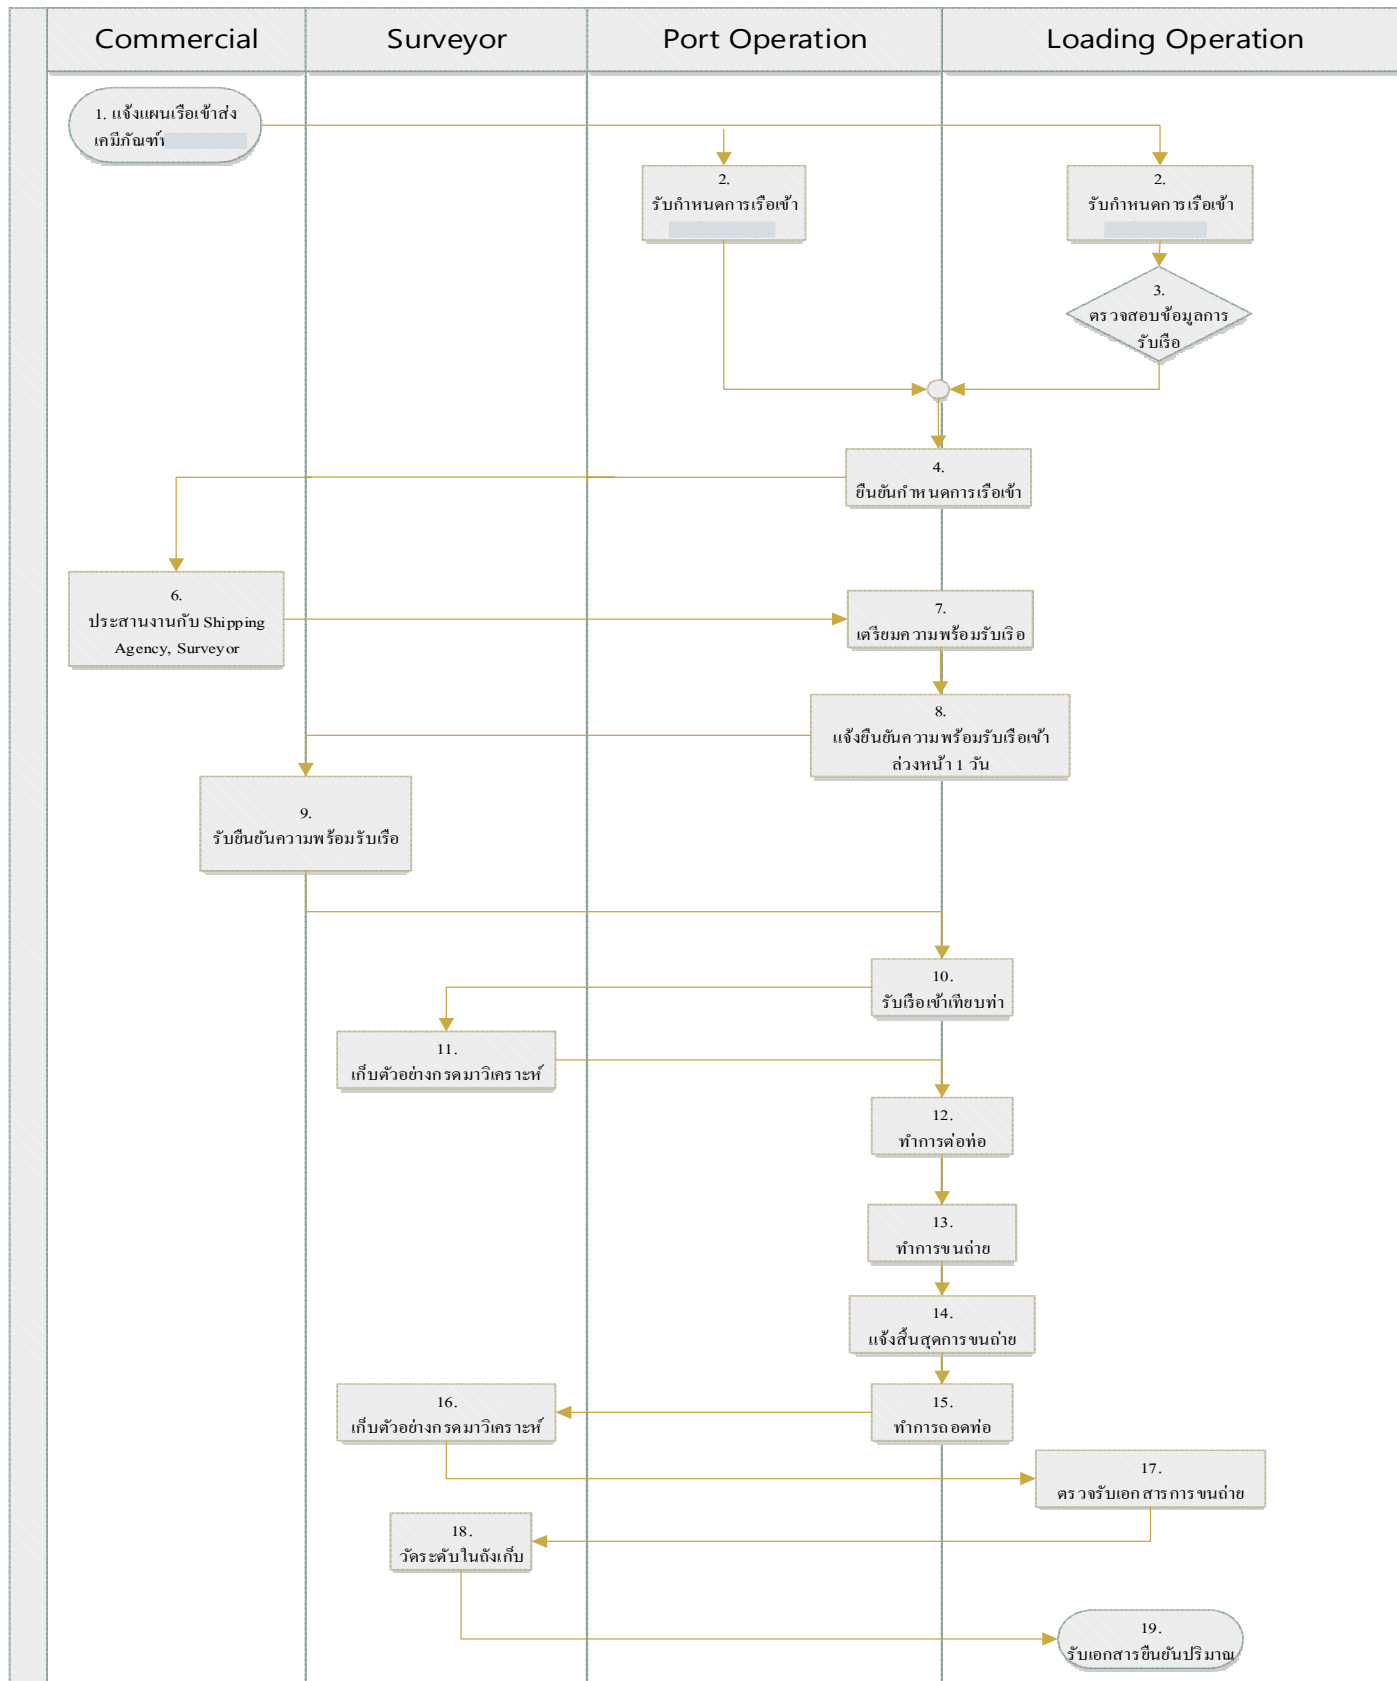 Commercial
Surveyor
Port Operation
Loading Operation
1. แจ้งแผนเรือเข้าส่ง
เคมีภัณฑ์
2.
รับกำหนดการเรือเข้า
2.
รับกำหนดการเรือเข้า
3.
ตรวจสอบข้อมูลการ
รับเรือ
4.
ยืนยันกำหนดการเรือเข้า
6.
ประสานงานกับ Shipping
Agency, Surveyor
7.
เตรียมความพร้อมรับเรือ
8.
แจ้งยืนยันความพร้อมรับเรือเข้า
ล่วงหน้า 1 วัน
9.
รับยืนยันความพร้อมรับเรือ
10.
รับเรือเข้าเทียบท่า
11.
เก็บตัวอย่างกรดมาวิเคราะห์
12.
ทำการต่อท่อ
13.
ทำการขนถ่าย
14.
แจ้งสิ้นสุดการขนถ่าย
16.
เก็บตัวอย่างกรดมาวิเคราะห์
15.
ทำการถอดท่อ
17.
ตรวจรับเอกสารการขนถ่าย
18.
วัดระดับในถังเก็บ
19.
รับเอกสารยืนยันปริมาณ